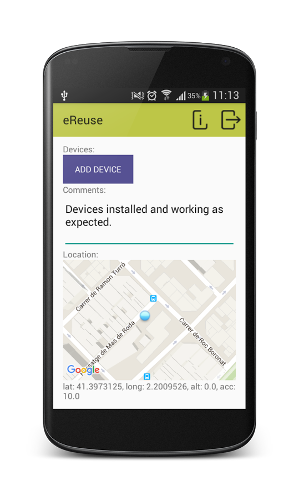 35% 11:13
eReuse
Devices:
ADD DEVICE
Comments:
Devices installed and working as
expected.
Location:
Carrer de Ramon Turró
Carrer de Roc Boronat
Passatge de Mas de Roda
Google
lat: 41.3973125, long: 2.2009526, alt: 0.0, acc:
10.0